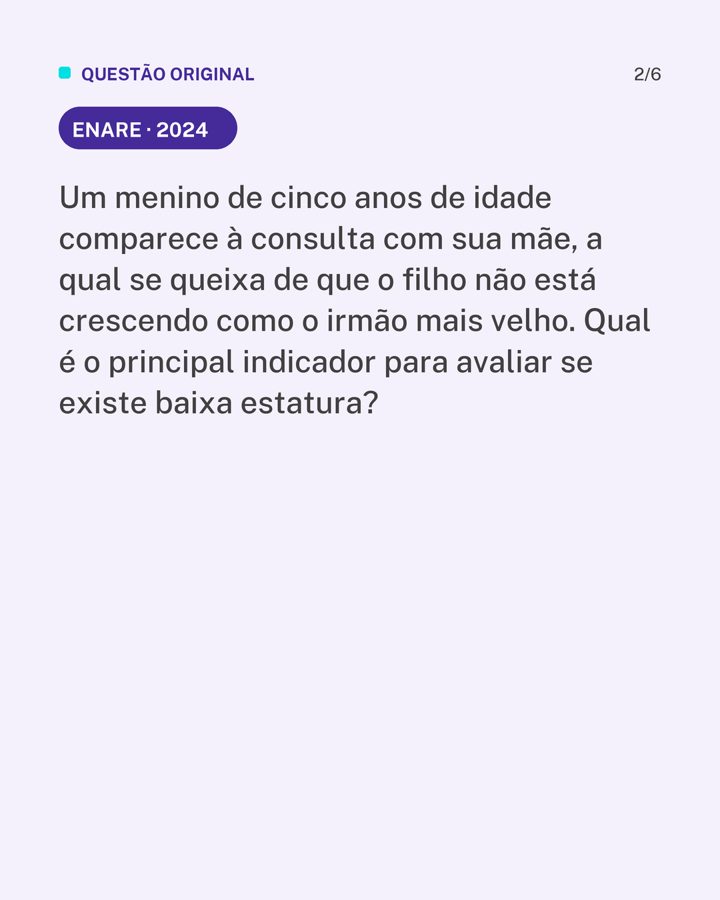 QUESTÃO ORIGINAL
2/6
ENARE · 2024
Um menino de cinco anos de idade
comparece à consulta com sua mãe, a
qual se queixa de que o filho não está
crescendo como o irmão mais velho. Qual
é o principal indicador para avaliar se
existe baixa estatura?